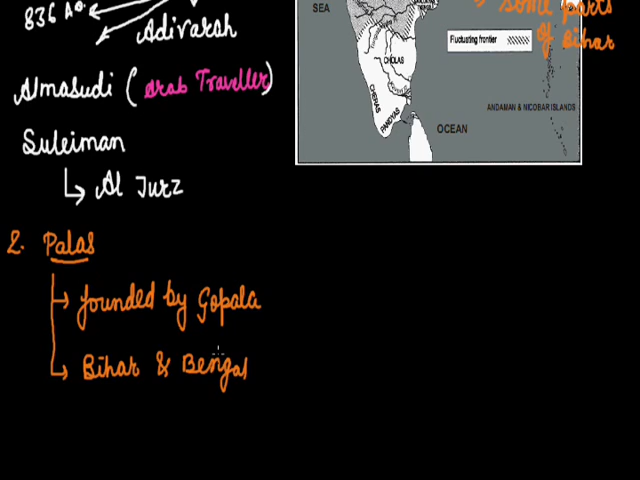 836 AD.
Adivarah
Almasudi (Arab Traveller)
Suleiman
Al Jurz
2. Palas
founded by Gopala
Bihar & Bengal
SEA
some parts
of Bihar
Fluctuating frontier
CHOLAS
CHERAS
PANDYAS
ANDAMAN & NICOBAR ISLANDS
OCEAN